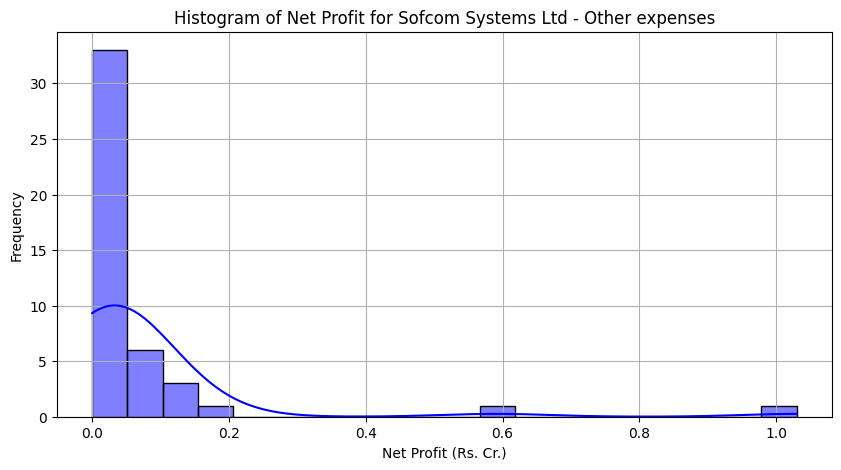 Histogram of Net Profit for Sofcom Systems Ltd - Other expenses
Frequency
30
25
20
15
10
5
0
0.0 0.2 0.4 0.6 0.8 1.0
Net Profit (Rs. Cr.)